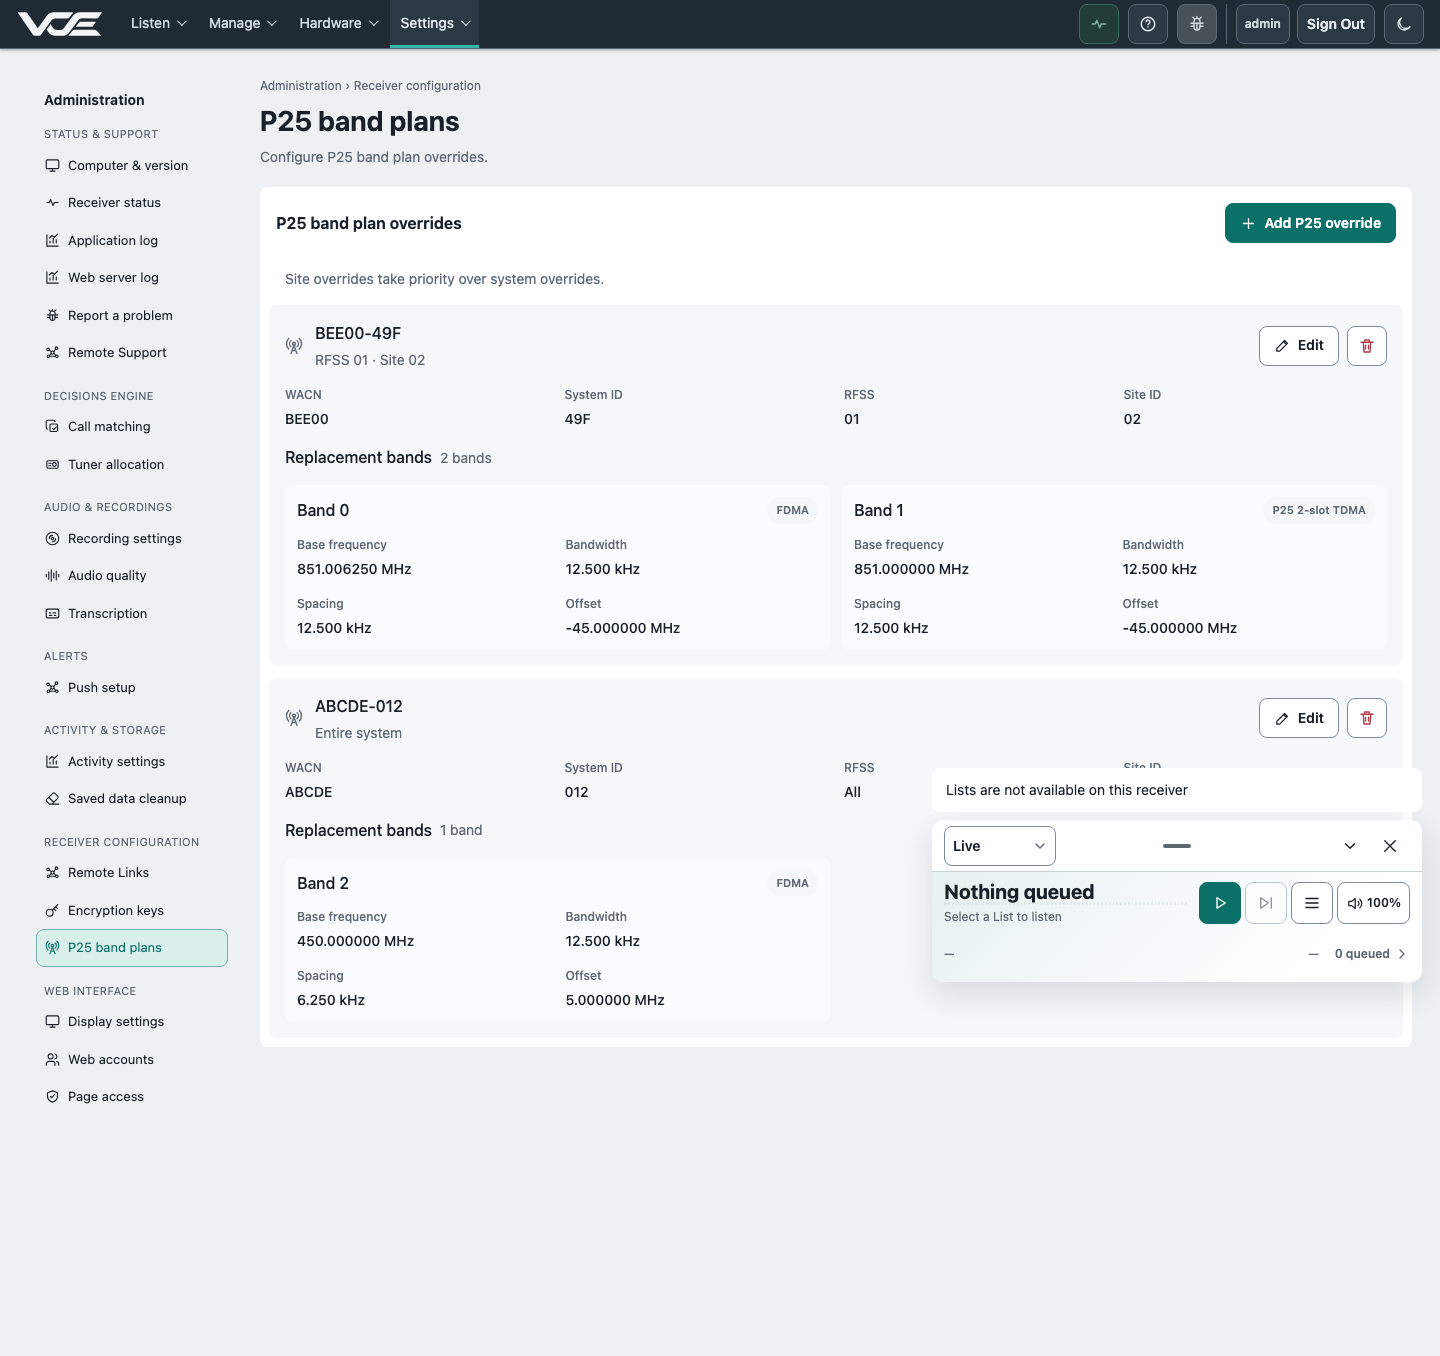 VCE
Listen
Manage
Hardware
Settings
admin
Sign Out
Administration
STATUS & SUPPORT
Computer & version
Receiver status
Application log
Web server log
Report a problem
Remote Support
DECISIONS ENGINE
Call matching
Tuner allocation
AUDIO & RECORDINGS
Recording settings
Audio quality
Transcription
ALERTS
Push setup
ACTIVITY & STORAGE
Activity settings
Saved data cleanup
RECEIVER CONFIGURATION
Remote Links
Encryption keys
P25 band plans
WEB INTERFACE
Display settings
Web accounts
Page access
Administration › Receiver configuration
P25 band plans
Configure P25 band plan overrides.
P25 band plan overrides
Add P25 override
Site overrides take priority over system overrides.
BEE00-49F
RFSS 01 · Site 02
Edit
WACN
BEE00
System ID
49F
RFSS
01
Site ID
02
Replacement bands 2 bands
Band 0
FDMA
Base frequency
851.006250 MHz
Bandwidth
12.500 kHz
Spacing
12.500 kHz
Offset
-45.000000 MHz
Band 1
P25 2-slot TDMA
Base frequency
851.000000 MHz
Bandwidth
12.500 kHz
Spacing
12.500 kHz
Offset
-45.000000 MHz
ABCDE-012
Entire system
Edit
WACN
ABCDE
System ID
012
RFSS
All
Site ID
Replacement bands 1 band
Band 2
FDMA
Base frequency
450.000000 MHz
Bandwidth
12.500 kHz
Spacing
6.250 kHz
Offset
5.000000 MHz
Lists are not available on this receiver
Live
Nothing queued
Select a List to listen
100%
—
— 0 queued